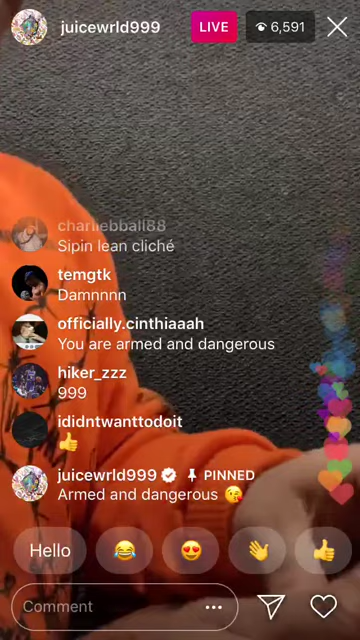 juicewrld999
LIVE
6,591
charliebball88
Sipin lean cliché
temgtk
Damnnnn
officially.cinthiaaah
You are armed and dangerous
hiker_zzz
999
ididntwanttodoit
👍
juicewrld999 PINNED
Armed and dangerous 😘
Hello 😂 😍 👋 👍
Comment ...